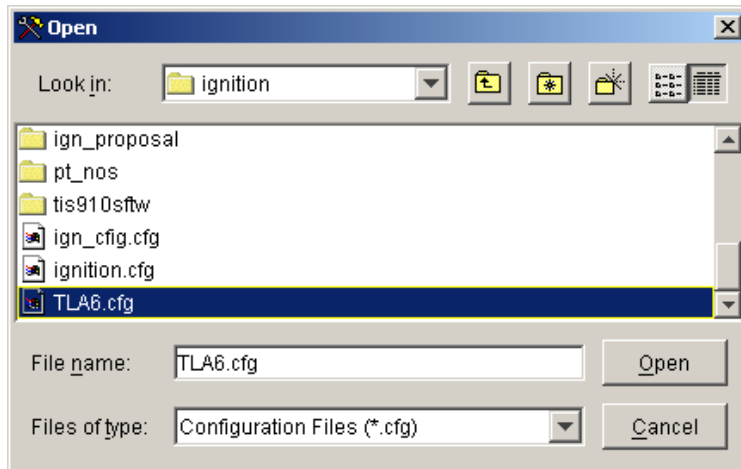 Open
Look in: ignition
ign_proposal
pt_nos
tis910sftw
ign_cfig.cfg
ignition.cfg
TLA6.cfg
File name: TLA6.cfg Open
Files of type: Configuration Files (*.cfg) Cancel